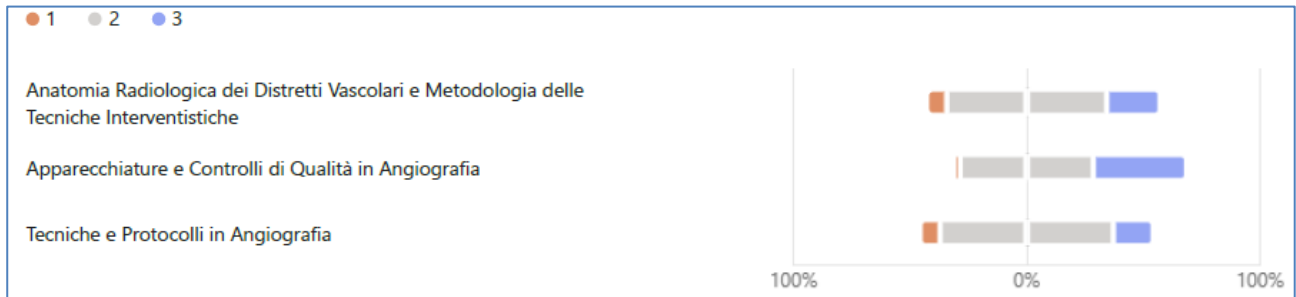 1 2 3
Anatomia Radiologica dei Distretti Vascolari e Metodologia delle
Tecniche Interventistiche
Apparecchiature e Controlli di Qualità in Angiografia
Tecniche e Protocolli in Angiografia
100% 0% 100%